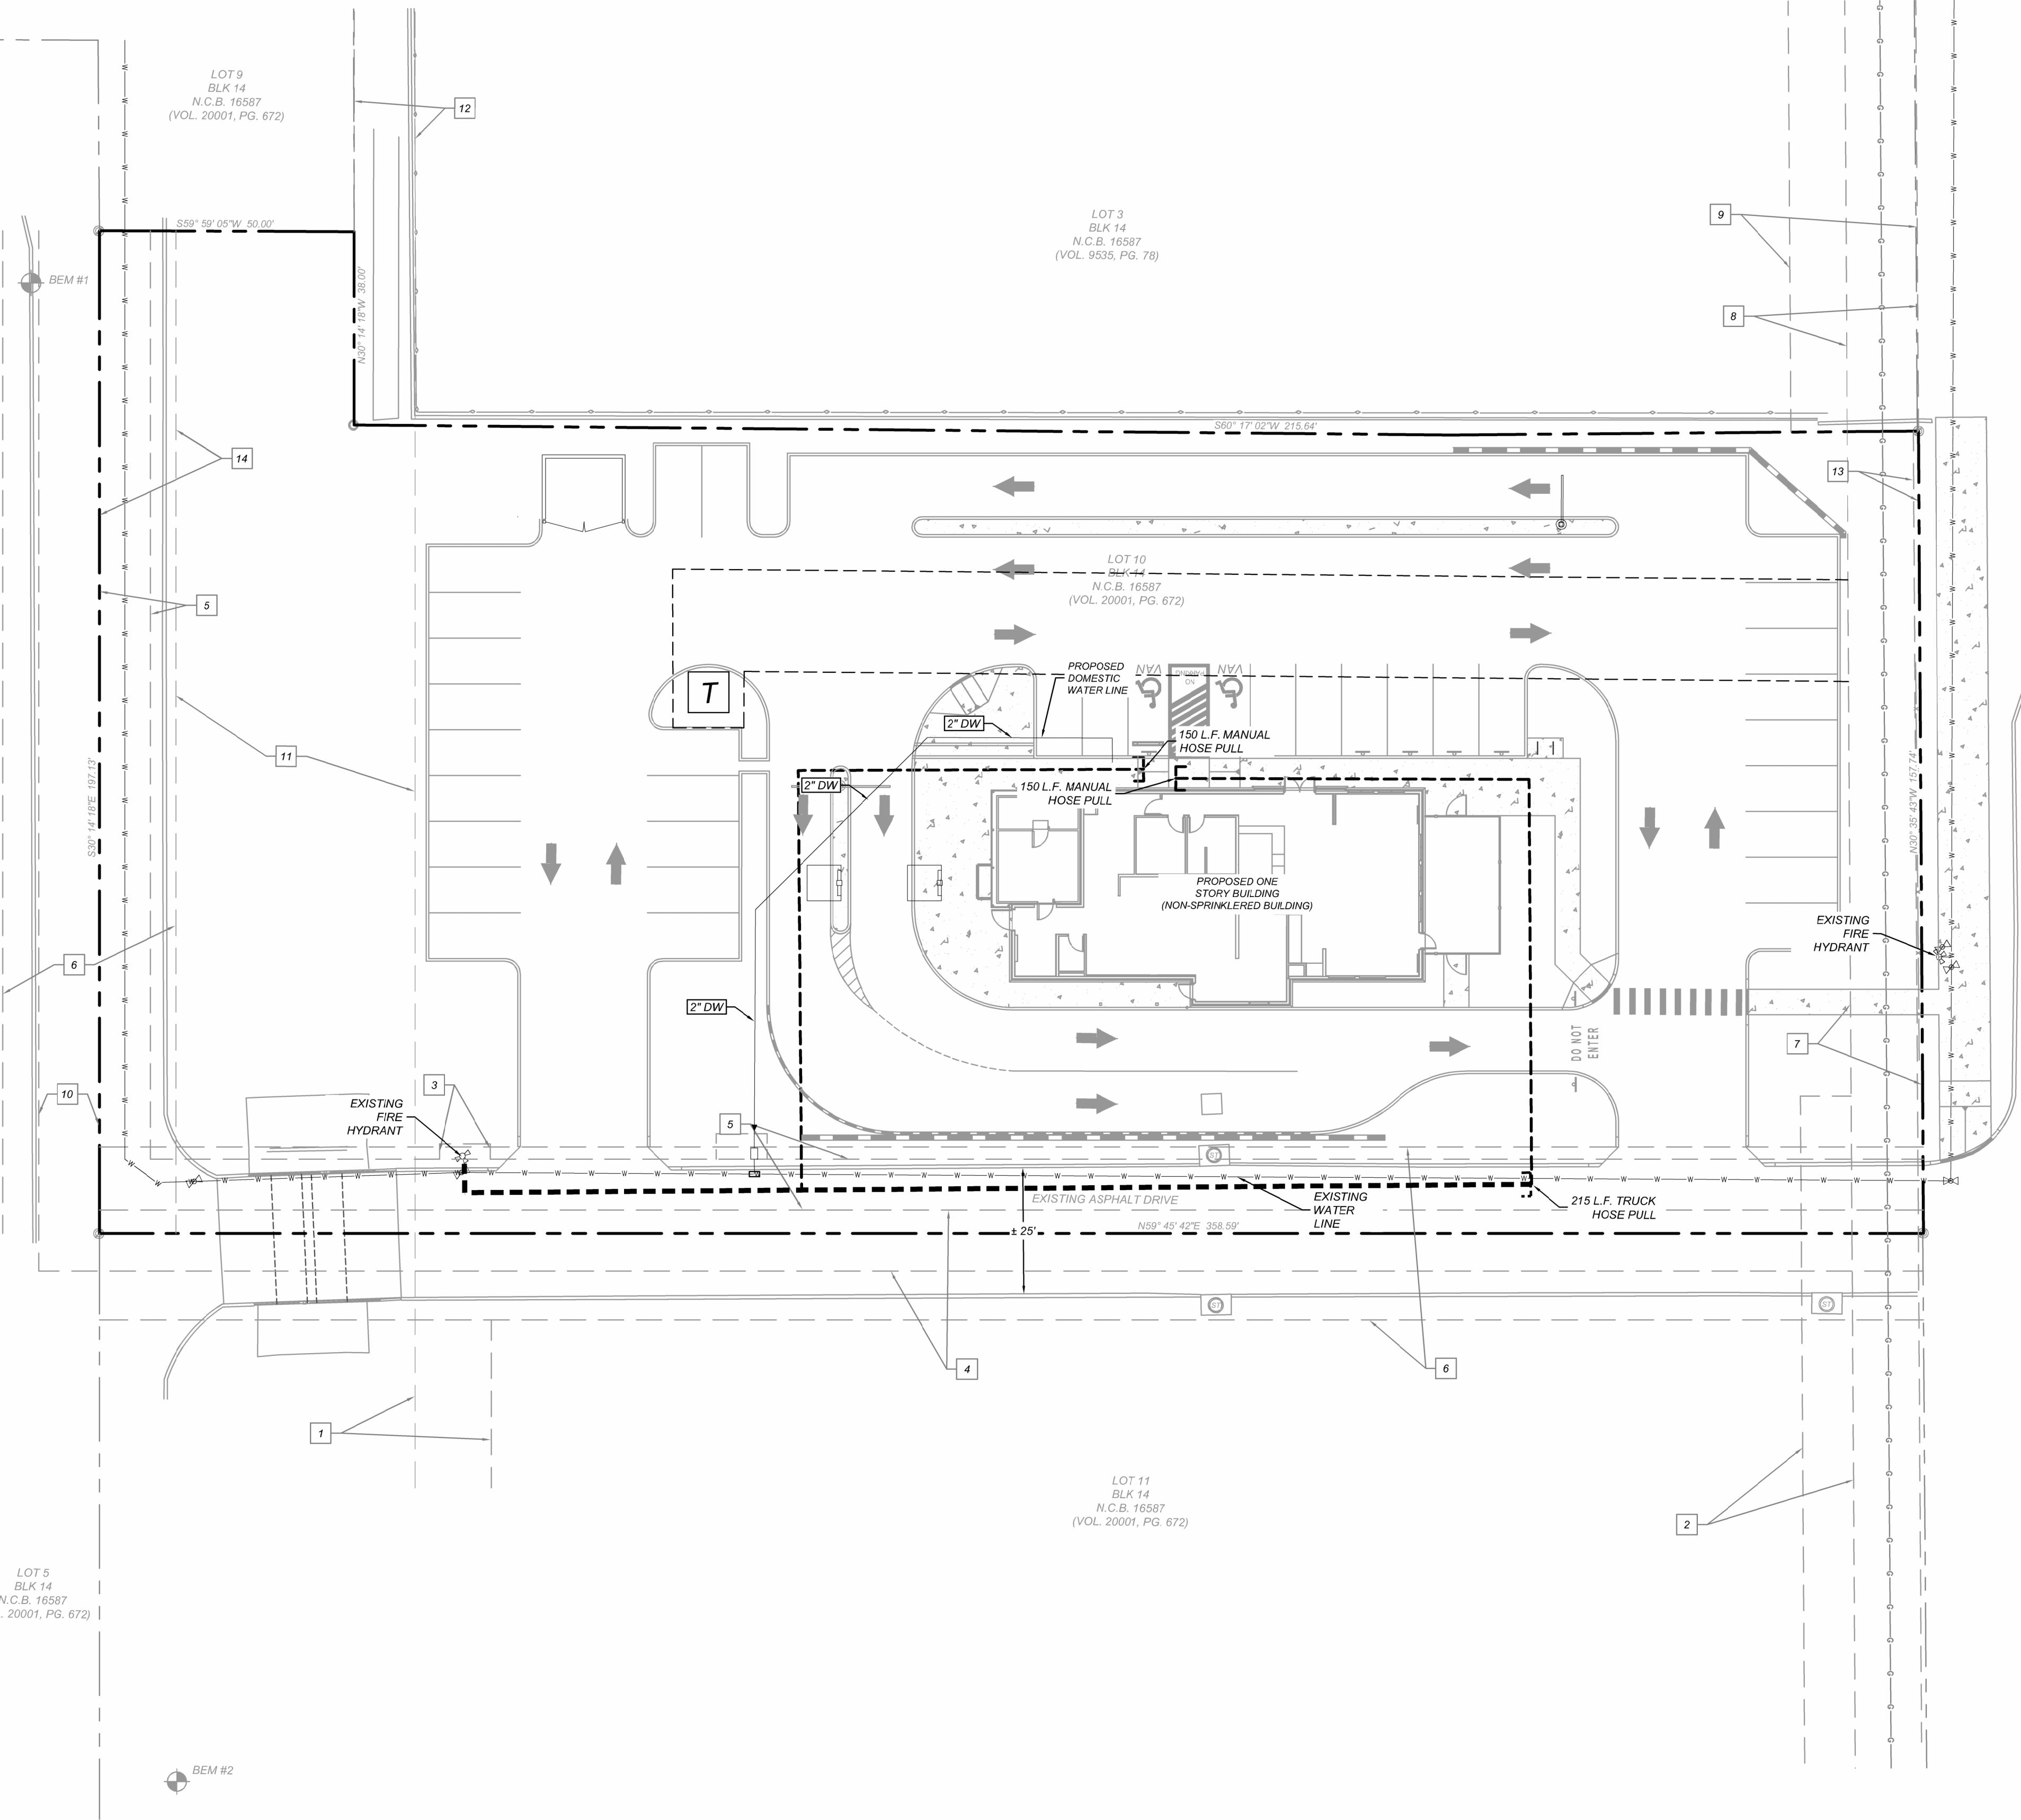 LOT 9
BLK 14
N.C.B. 16587
(VOL. 20001, PG. 672)
12
LOT 3
BLK 14
N.C.B. 16587
(VOL. 9535, PG. 78)
9
8
S59° 59' 05"W 50.00'
BEM #1
N30° 14' 18"W 38.00'
S60° 17' 02"W 215.64'
14
13
5
LOT 10
BLK 14
N.C.B. 16587
(VOL. 20001, PG. 672)
11
T
PROPOSED
DOMESTIC
WATER LINE
VAN
NO
PARKING
VAN
2" DW
150 L.F. MANUAL
HOSE PULL
2" DW
150 L.F. MANUAL
HOSE PULL
S30° 14' 18"E 197.13'
N30° 35' 43"W 157.74'
PROPOSED ONE
STORY BUILDING
(NON-SPRINKLERED BUILDING)
EXISTING
FIRE
HYDRANT
6
2" DW
DO NOT
ENTER
7
10
3
EXISTING
FIRE
HYDRANT
5
ST
EXISTING ASPHALT DRIVE
EXISTING
WATER
LINE
215 L.F. TRUCK
HOSE PULL
± 25'
N59° 45' 42"E 358.59'
ST
ST
4
6
1
LOT 11
BLK 14
N.C.B. 16587
(VOL. 20001, PG. 672)
2
LOT 5
BLK 14
N.C.B. 16587
. 20001, PG. 672)
BEM #2